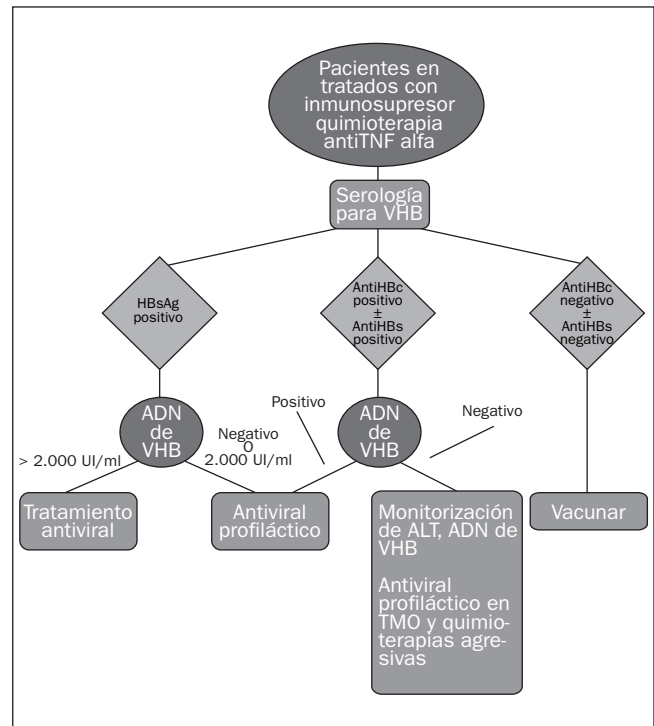 Pacientes en
tratados con
inmunosupresor
quimioterapia
antiTNF alfa
Serología
para VHB
HBsAg
positivo
AntiHBc
positivo
±
AntiHBs
positivo
AntiHBc
negativo
±
AntiHBs
negativo
ADN
de
VHB
Positivo
ADN
de
VHB
Negativo
> 2.000 UI/ml
Negativo
O
2.000 UI/ml
Tratamiento
antiviral
Antiviral
profiláctico
Monitorización
de ALT, ADN de
VHB
Antiviral
profiláctico en
TMO y quimio-
terapias agre-
sivas
Vacunar